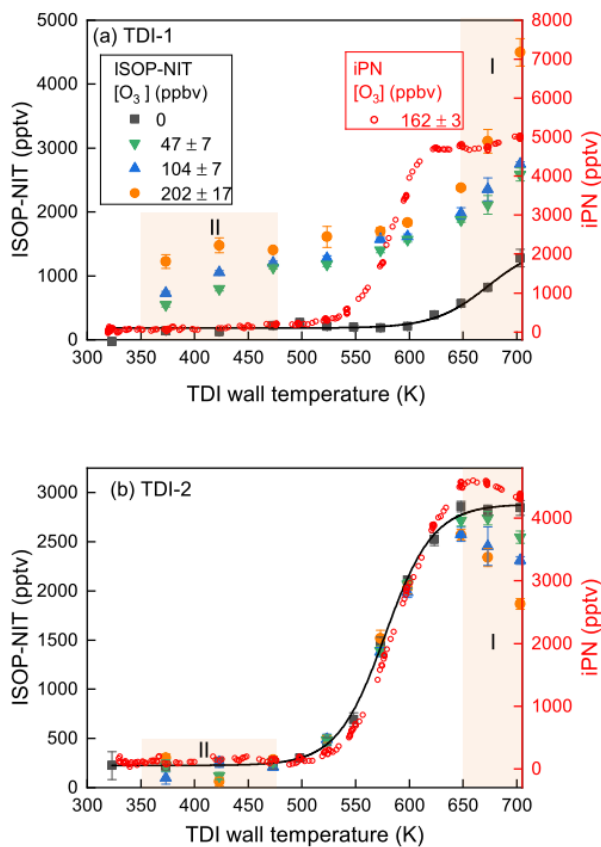 (a) TDI-1
I
ISOP-NIT
[O3 ] (ppbv)
0
47 ± 7
104 ± 7
202 ± 17
iPN
[O3] (ppbv)
162 ± 3
II
5000
4000
3000
2000
1000
0
ISOP-NIT (pptv)
8000
7000
6000
5000
4000
3000
2000
1000
0
iPN (pptv)
300 350 400 450 500 550 600 650 700
TDI wall temperature (K)
(b) TDI-2
I
II
3000
2500
2000
1500
1000
500
0
ISOP-NIT (pptv)
4000
3000
2000
1000
0
iPN (pptv)
300 350 400 450 500 550 600 650 700
TDI wall temperature (K)